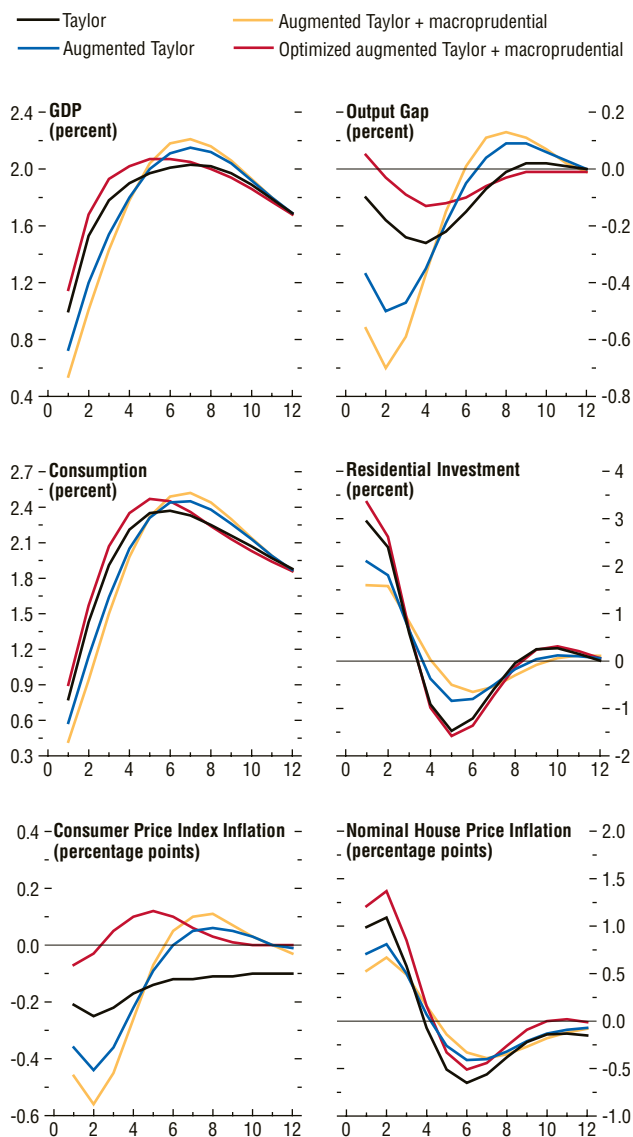 Taylor
Augmented Taylor
Augmented Taylor + macroprudential
Optimized augmented Taylor + macroprudential
GDP
(percent)
2.4
2.0
1.6
1.2
0.8
0.4
0 2 4 6 8 10 12
Output Gap
(percent)
0.2
0.0
-0.2
-0.4
-0.6
-0.8
0 2 4 6 8 10 12
Consumption
(percent)
2.7
2.4
2.1
1.8
1.5
1.2
0.9
0.6
0.3
0 2 4 6 8 10 12
Residential Investment
(percent)
4
3
2
1
0
-1
-2
0 2 4 6 8 10 12
Consumer Price Index Inflation
(percentage points)
0.4
0.2
0.0
-0.2
-0.4
-0.6
0 2 4 6 8 10 12
Nominal House Price Inflation
(percentage points)
2.0
1.5
1.0
0.5
0.0
-0.5
-1.0
0 2 4 6 8 10 12